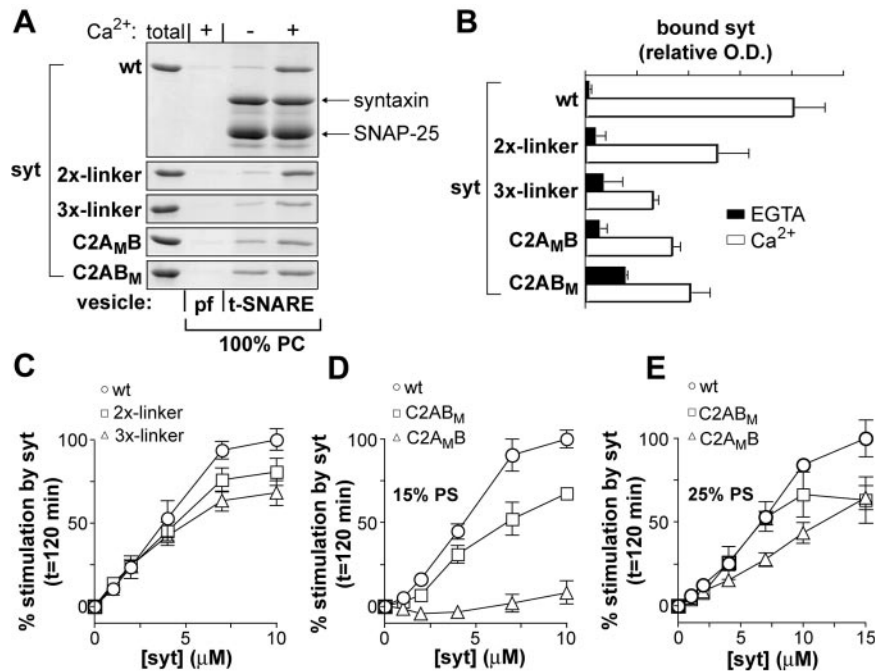 A
Ca2+: total + - +
wt
syntaxin
SNAP-25
syt
2x-linker
3x-linker
C2AMB
C2ABM
vesicle: pf t-SNARE
100% PC
B
bound syt
(relative O.D.)
wt
2x-linker
syt 3x-linker
C2AMB
C2ABM
EGTA
Ca2+
C
wt
2x-linker
3x-linker
% stimulation by syt
(t=120 min)
100
50
0
0 5 10
[syt] (μM)
D
wt
C2ABM
C2AMB
15% PS
% stimulation by syt
(t=120 min)
100
50
0
0 5 10
[syt] (μM)
E
wt
C2ABM
C2AMB
25% PS
% stimulation by syt
(t=120 min)
100
50
0
0 5 10 15
[syt] (μM)